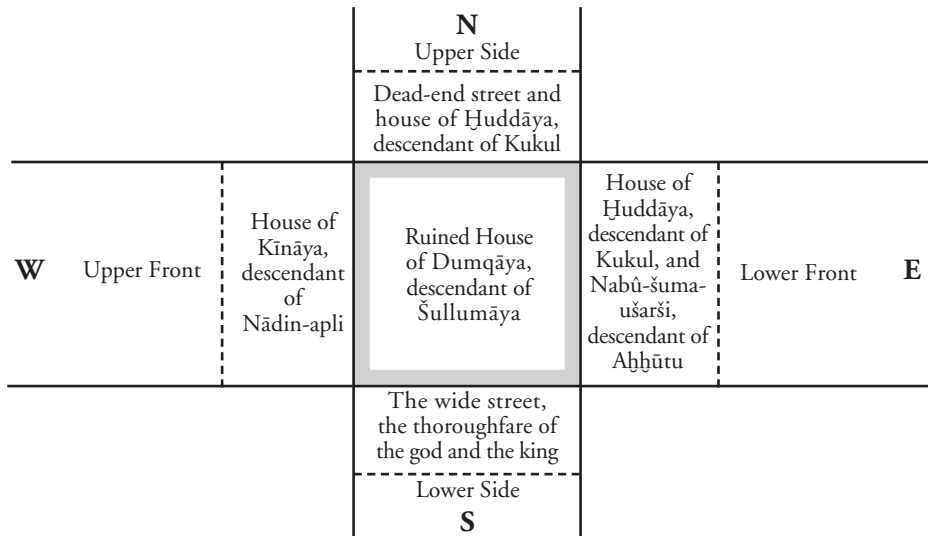 N
Upper Side
Dead-end street and
house of Ḫuddāya,
descendant of Kukul
W
Upper Front
House of
Kīnāya,
descendant
of
Nādin-apli
Ruined House
of Dumqāya,
descendant of
Šullumāya
House of
Ḫuddāya,
descendant of
Kukul, and
Nabû-šuma-
ušarši,
descendant of
Aḫḫūtu
Lower Front
E
The wide street,
the thoroughfare of
the god and the king
Lower Side
S